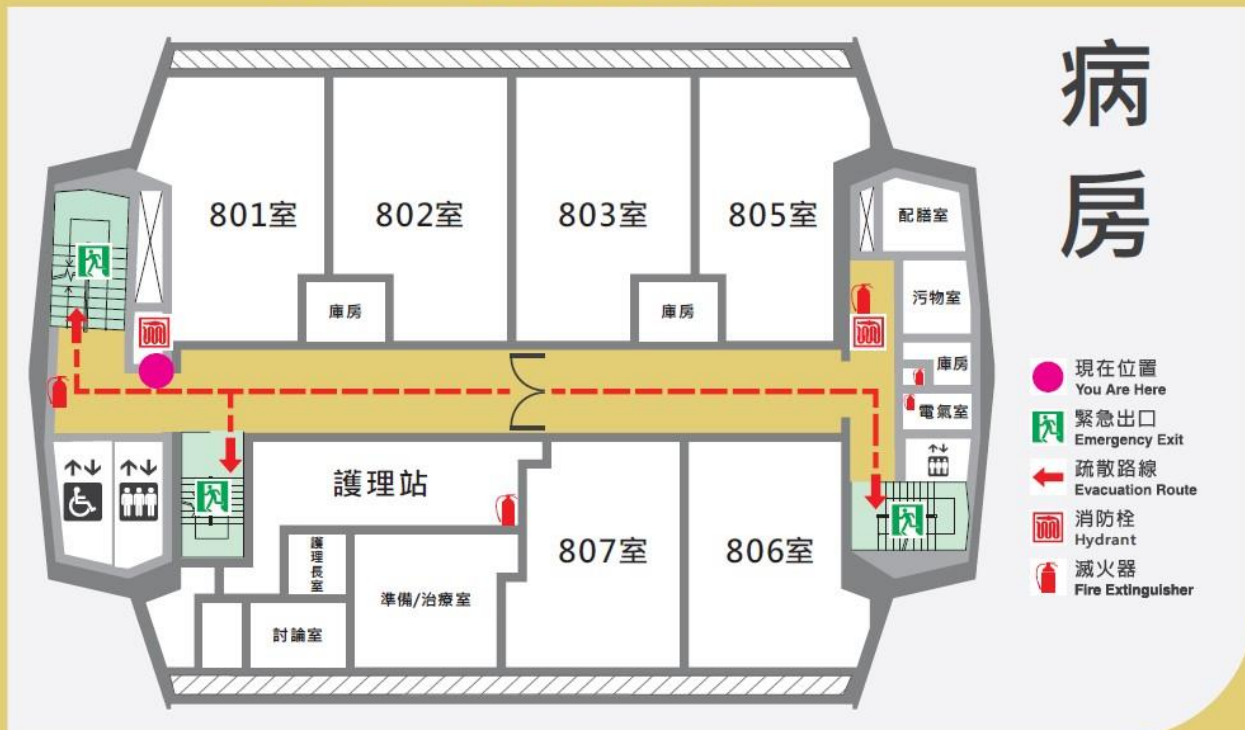 病
房
801室
802室
803室
805室
庫房
庫房
配膳室
污物室
庫房
電氣室
護理站
護理長室
準備/治療室
討論室
807室
806室
現在位置
You Are Here
緊急出口
Emergency Exit
疏散路線
Evacuation Route
消防栓
Hydrant
滅火器
Fire Extinguisher